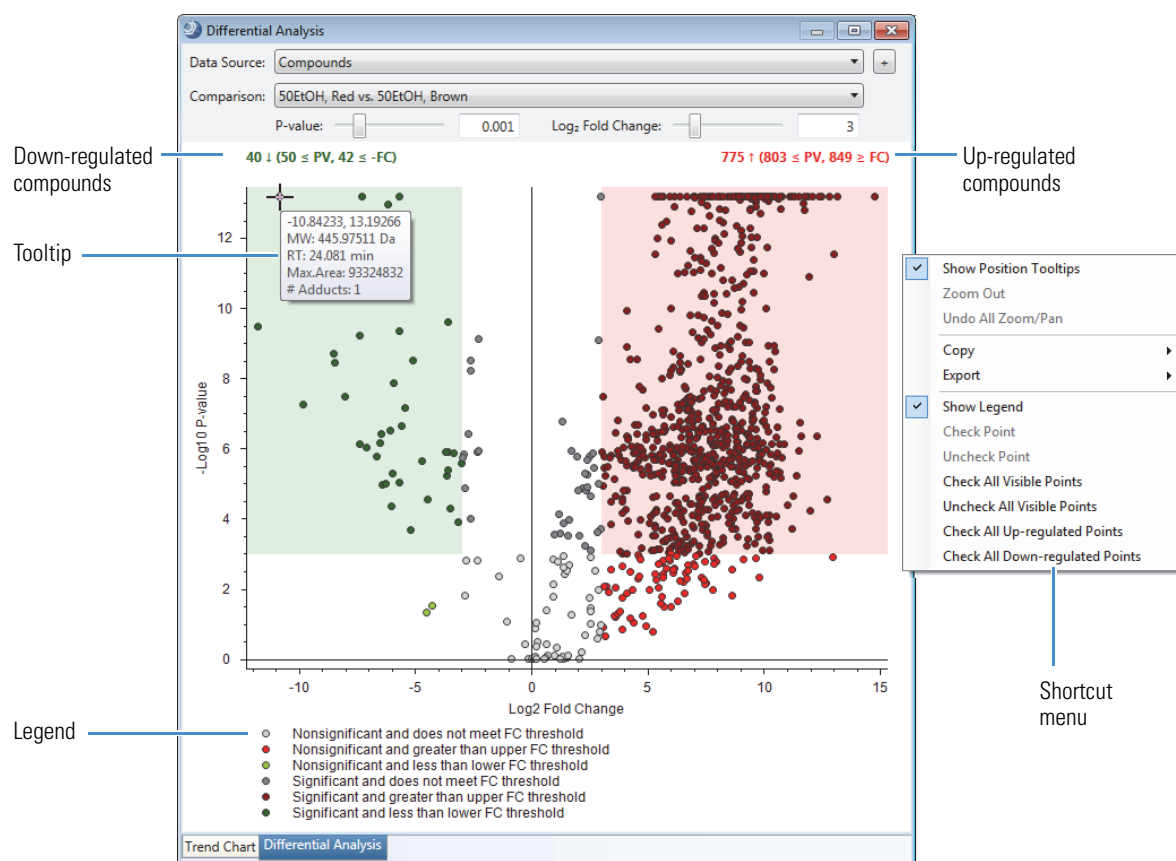 Differential Analysis
Data Source: Compounds +
Comparison: 50EtOH, Red vs. 50EtOH, Brown
P-value: 0.001 Log₂ Fold Change: 3
Down-regulated
compounds
40 ↓ (50 ≤ PV, 42 ≤ -FC)
775 ↑ (803 ≤ PV, 849 ≥ FC)
Up-regulated
compounds
Tooltip
-10.84233, 13.19266
MW: 445.97511 Da
RT: 24.081 min
Max.Area: 93324832
# Adducts: 1
-Log10 P-value
12
10
8
6
4
2
0
-10 -5 0 5 10 15
Log2 Fold Change
Show Position Tooltips
Zoom Out
Undo All Zoom/Pan
Copy
Export
Show Legend
Check Point
Uncheck Point
Check All Visible Points
Uncheck All Visible Points
Check All Up-regulated Points
Check All Down-regulated Points
Shortcut
menu
Legend
Nonsignificant and does not meet FC threshold
Nonsignificant and greater than upper FC threshold
Nonsignificant and less than lower FC threshold
Significant and does not meet FC threshold
Significant and greater than upper FC threshold
Significant and less than lower FC threshold
Trend Chart Differential Analysis